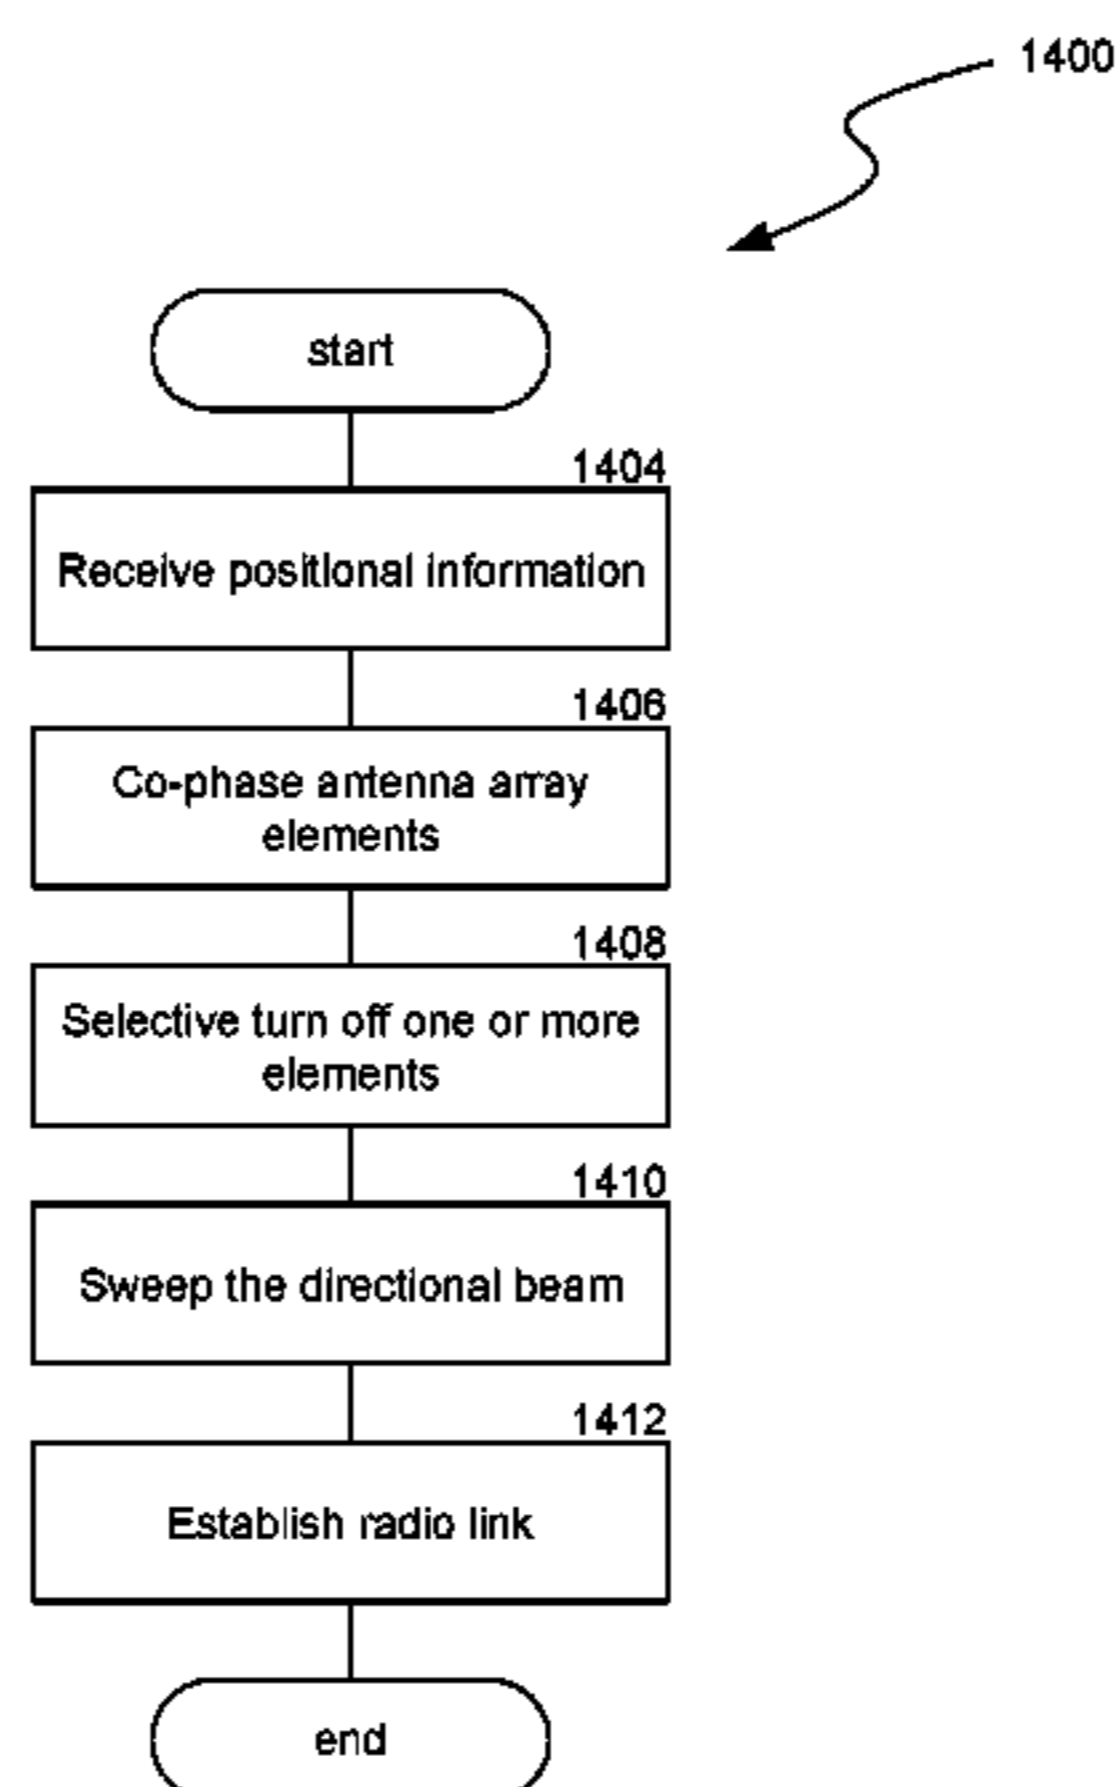 1400
start
1404
Receive positional information
1406
Co-phase antenna array
elements
1408
Selective turn off one or more
elements
1410
Sweep the directional beam
1412
Establish radio link
end